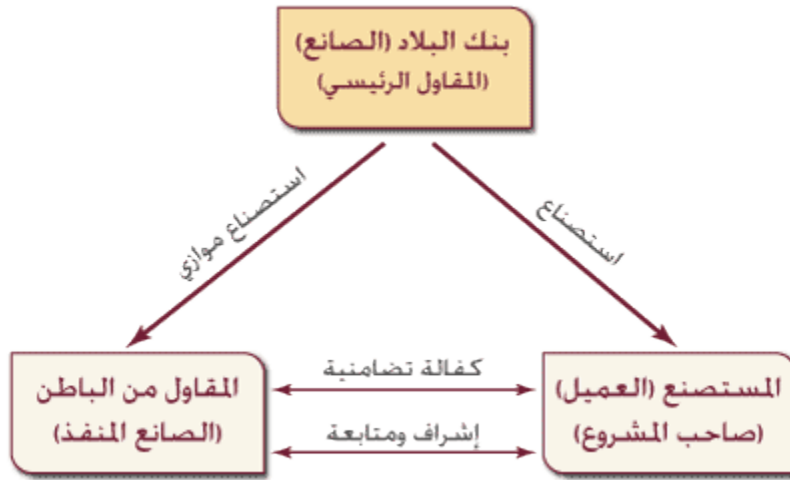 بنك البلاد (الصانع)
(المقاول الرئيسي)
استصناع
استصناع موازي
المستصنع (العميل)
(صاحب المشروع)
كفالة تضامنية
إشراف ومتابعة
المقاول من الباطن
(الصانع المنفذ)